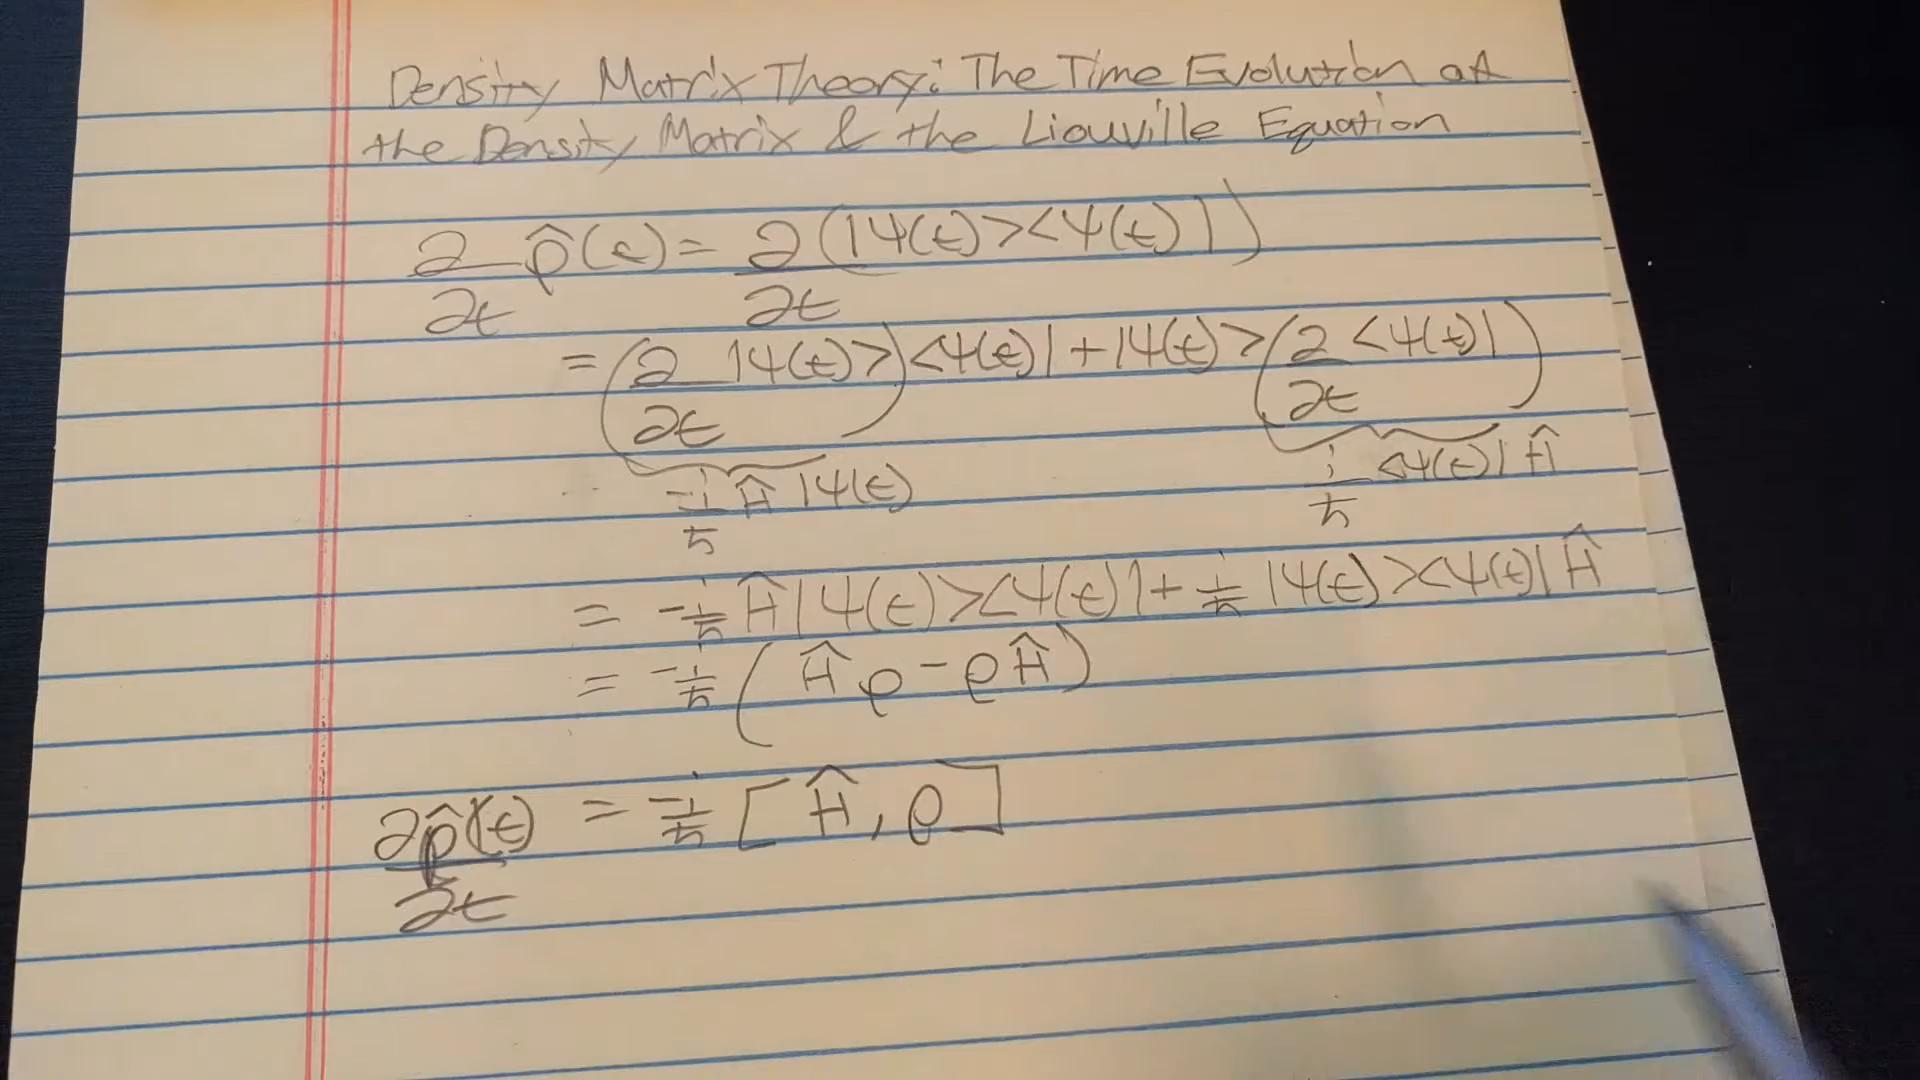 Density Matrix Theory: The Time Evolution of
the Density Matrix & the Liouville Equation
∂/∂t ρ̂(t) = ∂/∂t (|Ψ(t)><Ψ(t)|)
= (∂/∂t |Ψ(t)>) <Ψ(t)| + |Ψ(t)> (∂/∂t <Ψ(t)|)
-i/ħ Ĥ |Ψ(t)
i/ħ <Ψ(t)| Ĥ
= -i/ħ Ĥ|Ψ(t)><Ψ(t)| + i/ħ |Ψ(t)><Ψ(t)|Ĥ
= -i/ħ (Ĥρ - ρĤ)
∂ρ̂(t)/∂t = -i/ħ [Ĥ, ρ]